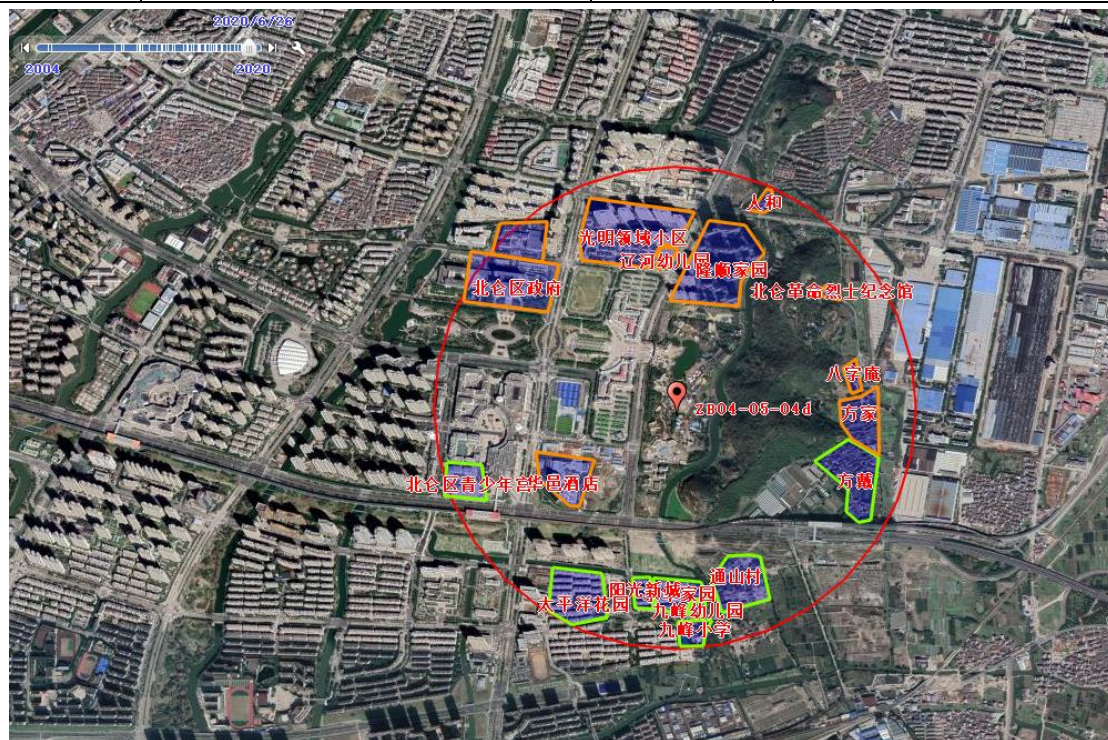 2020/6/26
2004
2020
人和
光明领域小区
辽河幼儿园
隆顺家园
北仑区政府
北仑革命烈士纪念馆
八字庵
ZB04-05-04d
方家
方戴
北仑区青少年宫
华邑酒店
通山村
阳光新城
家园
太平洋花园
九峰幼儿园
九峰小学